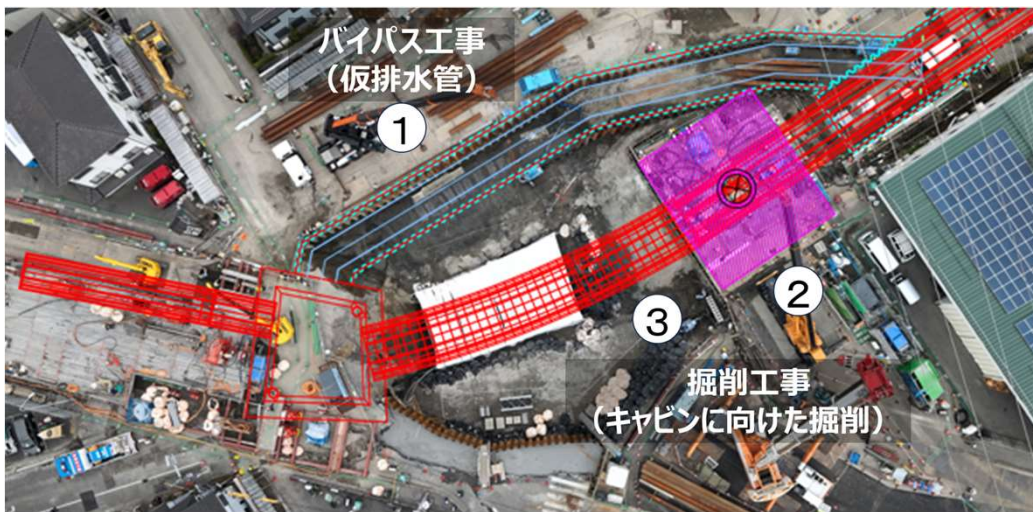 バイパス工事
（仮排水管）
①
②
③
掘削工事
（キャビンに向けた掘削）